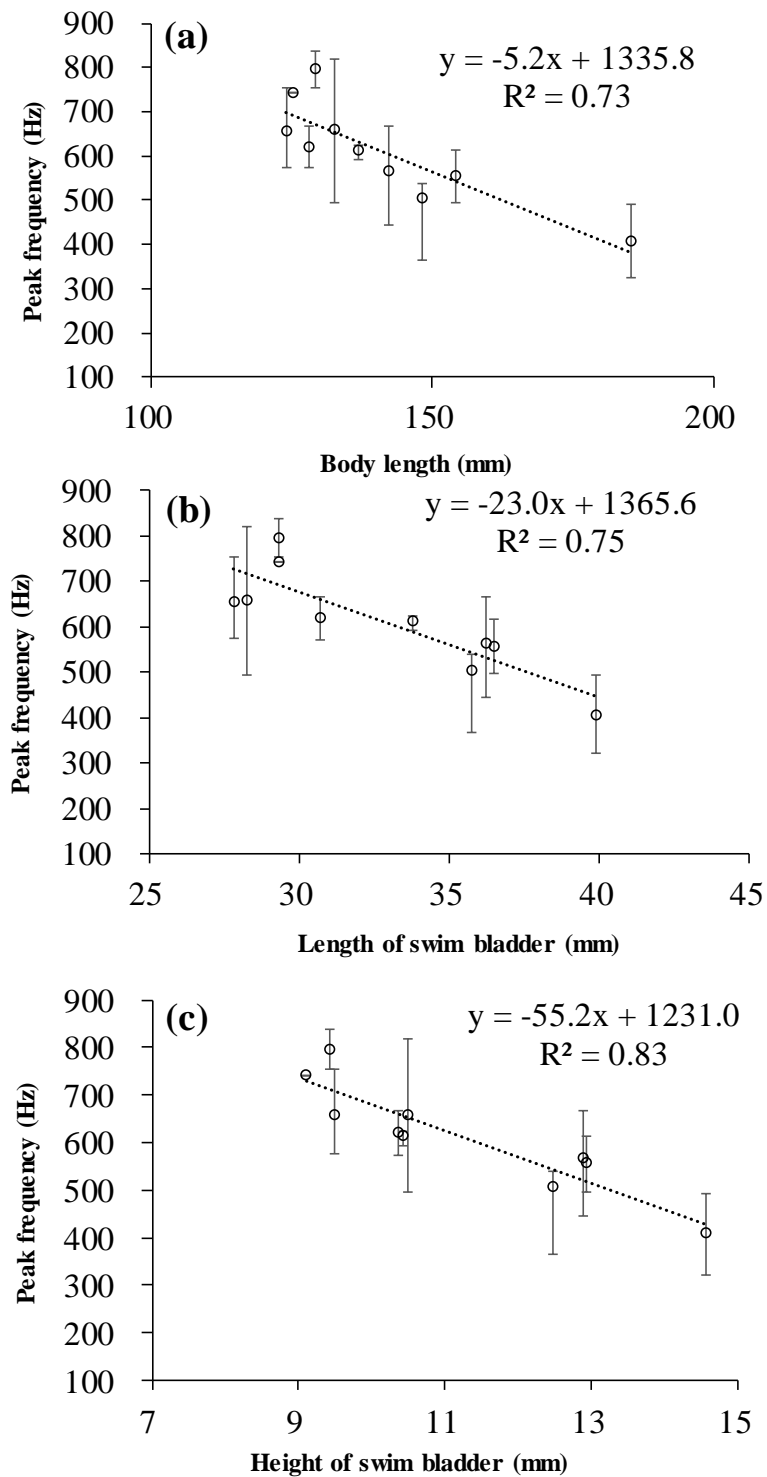 (a)
y = -5.2x + 1335.8
R² = 0.73
Peak frequency (Hz)
900
800
700
600
500
400
300
200
100
100 150 200
Body length (mm)
(b)
y = -23.0x + 1365.6
R² = 0.75
Peak frequency (Hz)
900
800
700
600
500
400
300
200
100
25 30 35 40 45
Length of swim bladder (mm)
(c)
y = -55.2x + 1231.0
R² = 0.83
Peak frequency (Hz)
900
800
700
600
500
400
300
200
100
7 9 11 13 15
Height of swim bladder (mm)